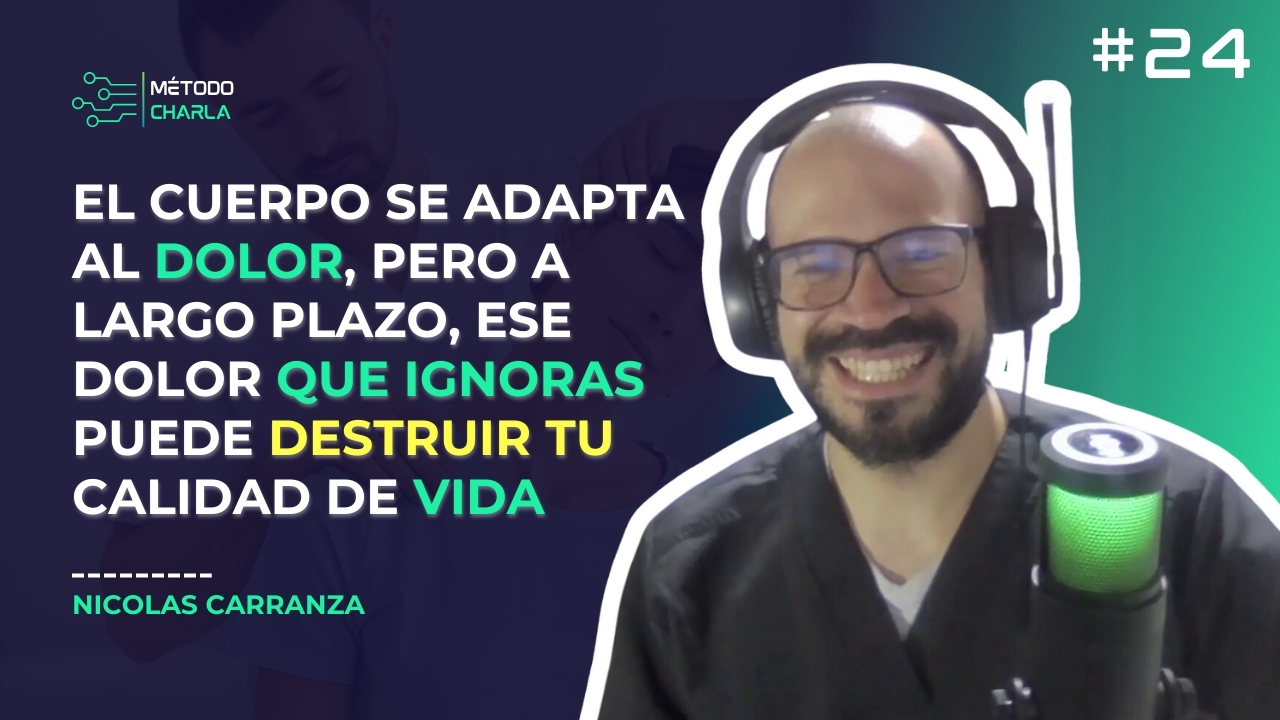 #24
MÉTODO
CHARLA
EL CUERPO SE ADAPTA
AL DOLOR, PERO A
LARGO PLAZO, ESE
DOLOR QUE IGNORAS
PUEDE DESTRUIR TU
CALIDAD DE VIDA
---------
NICOLAS CARRANZA